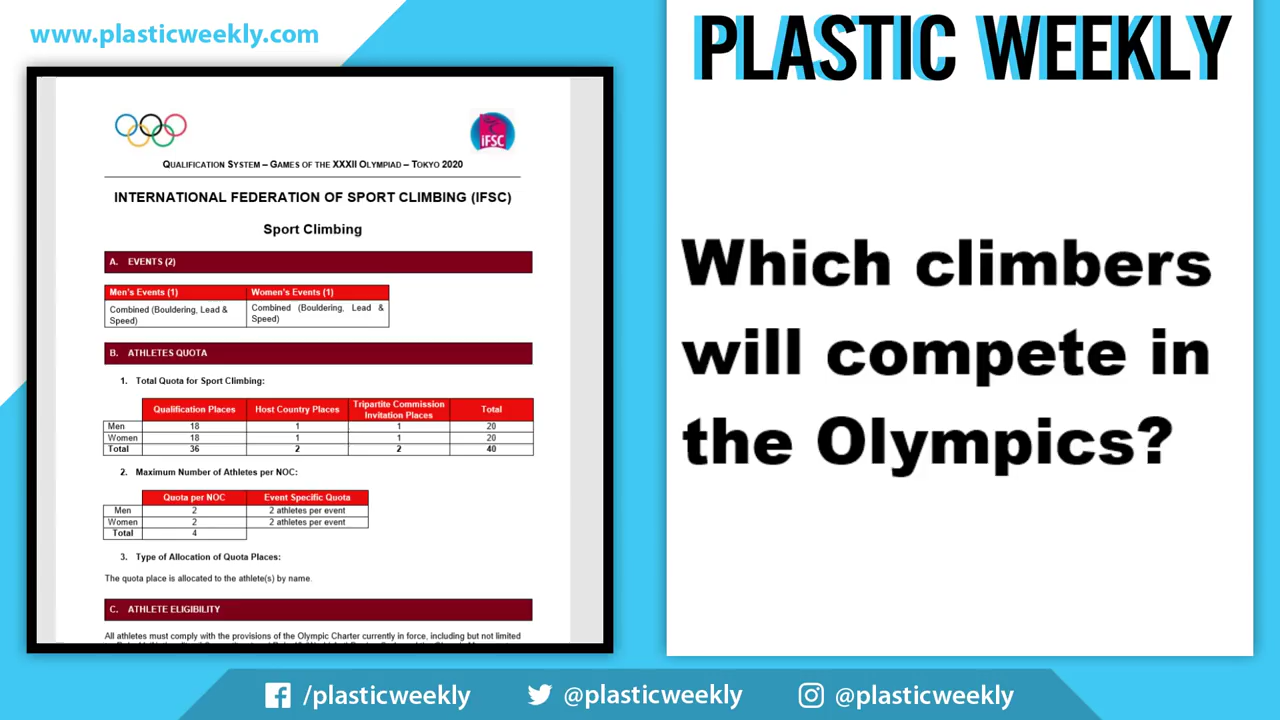 www.plasticweekly.com
PLASTIC WEEKLY
IFSC
QUALIFICATION SYSTEM – GAMES OF THE XXXII OLYMPIAD – TOKYO 2020
INTERNATIONAL FEDERATION OF SPORT CLIMBING (IFSC)
Sport Climbing
A. EVENTS (2)
Men's Events (1) Women's Events (1)
Combined (Bouldering, Lead & Combined (Bouldering, Lead &
Speed) Speed)
B. ATHLETES QUOTA
1. Total Quota for Sport Climbing:
Qualification Places Host Country Places Tripartite Commission Invitation Places Total
Men 18 1 1 20
Women 18 1 1 20
Total 36 2 2 40
2. Maximum Number of Athletes per NOC:
Quota per NOC Event Specific Quota
Men 2 2 athletes per event
Women 2 2 athletes per event
Total 4
3. Type of Allocation of Quota Places:
The quota place is allocated to the athlete(s) by name.
C. ATHLETE ELIGIBILITY
All athletes must comply with the provisions of the Olympic Charter currently in force, including but not limited
Which climbers
will compete in
the Olympics?
/plasticweekly @plasticweekly @plasticweekly